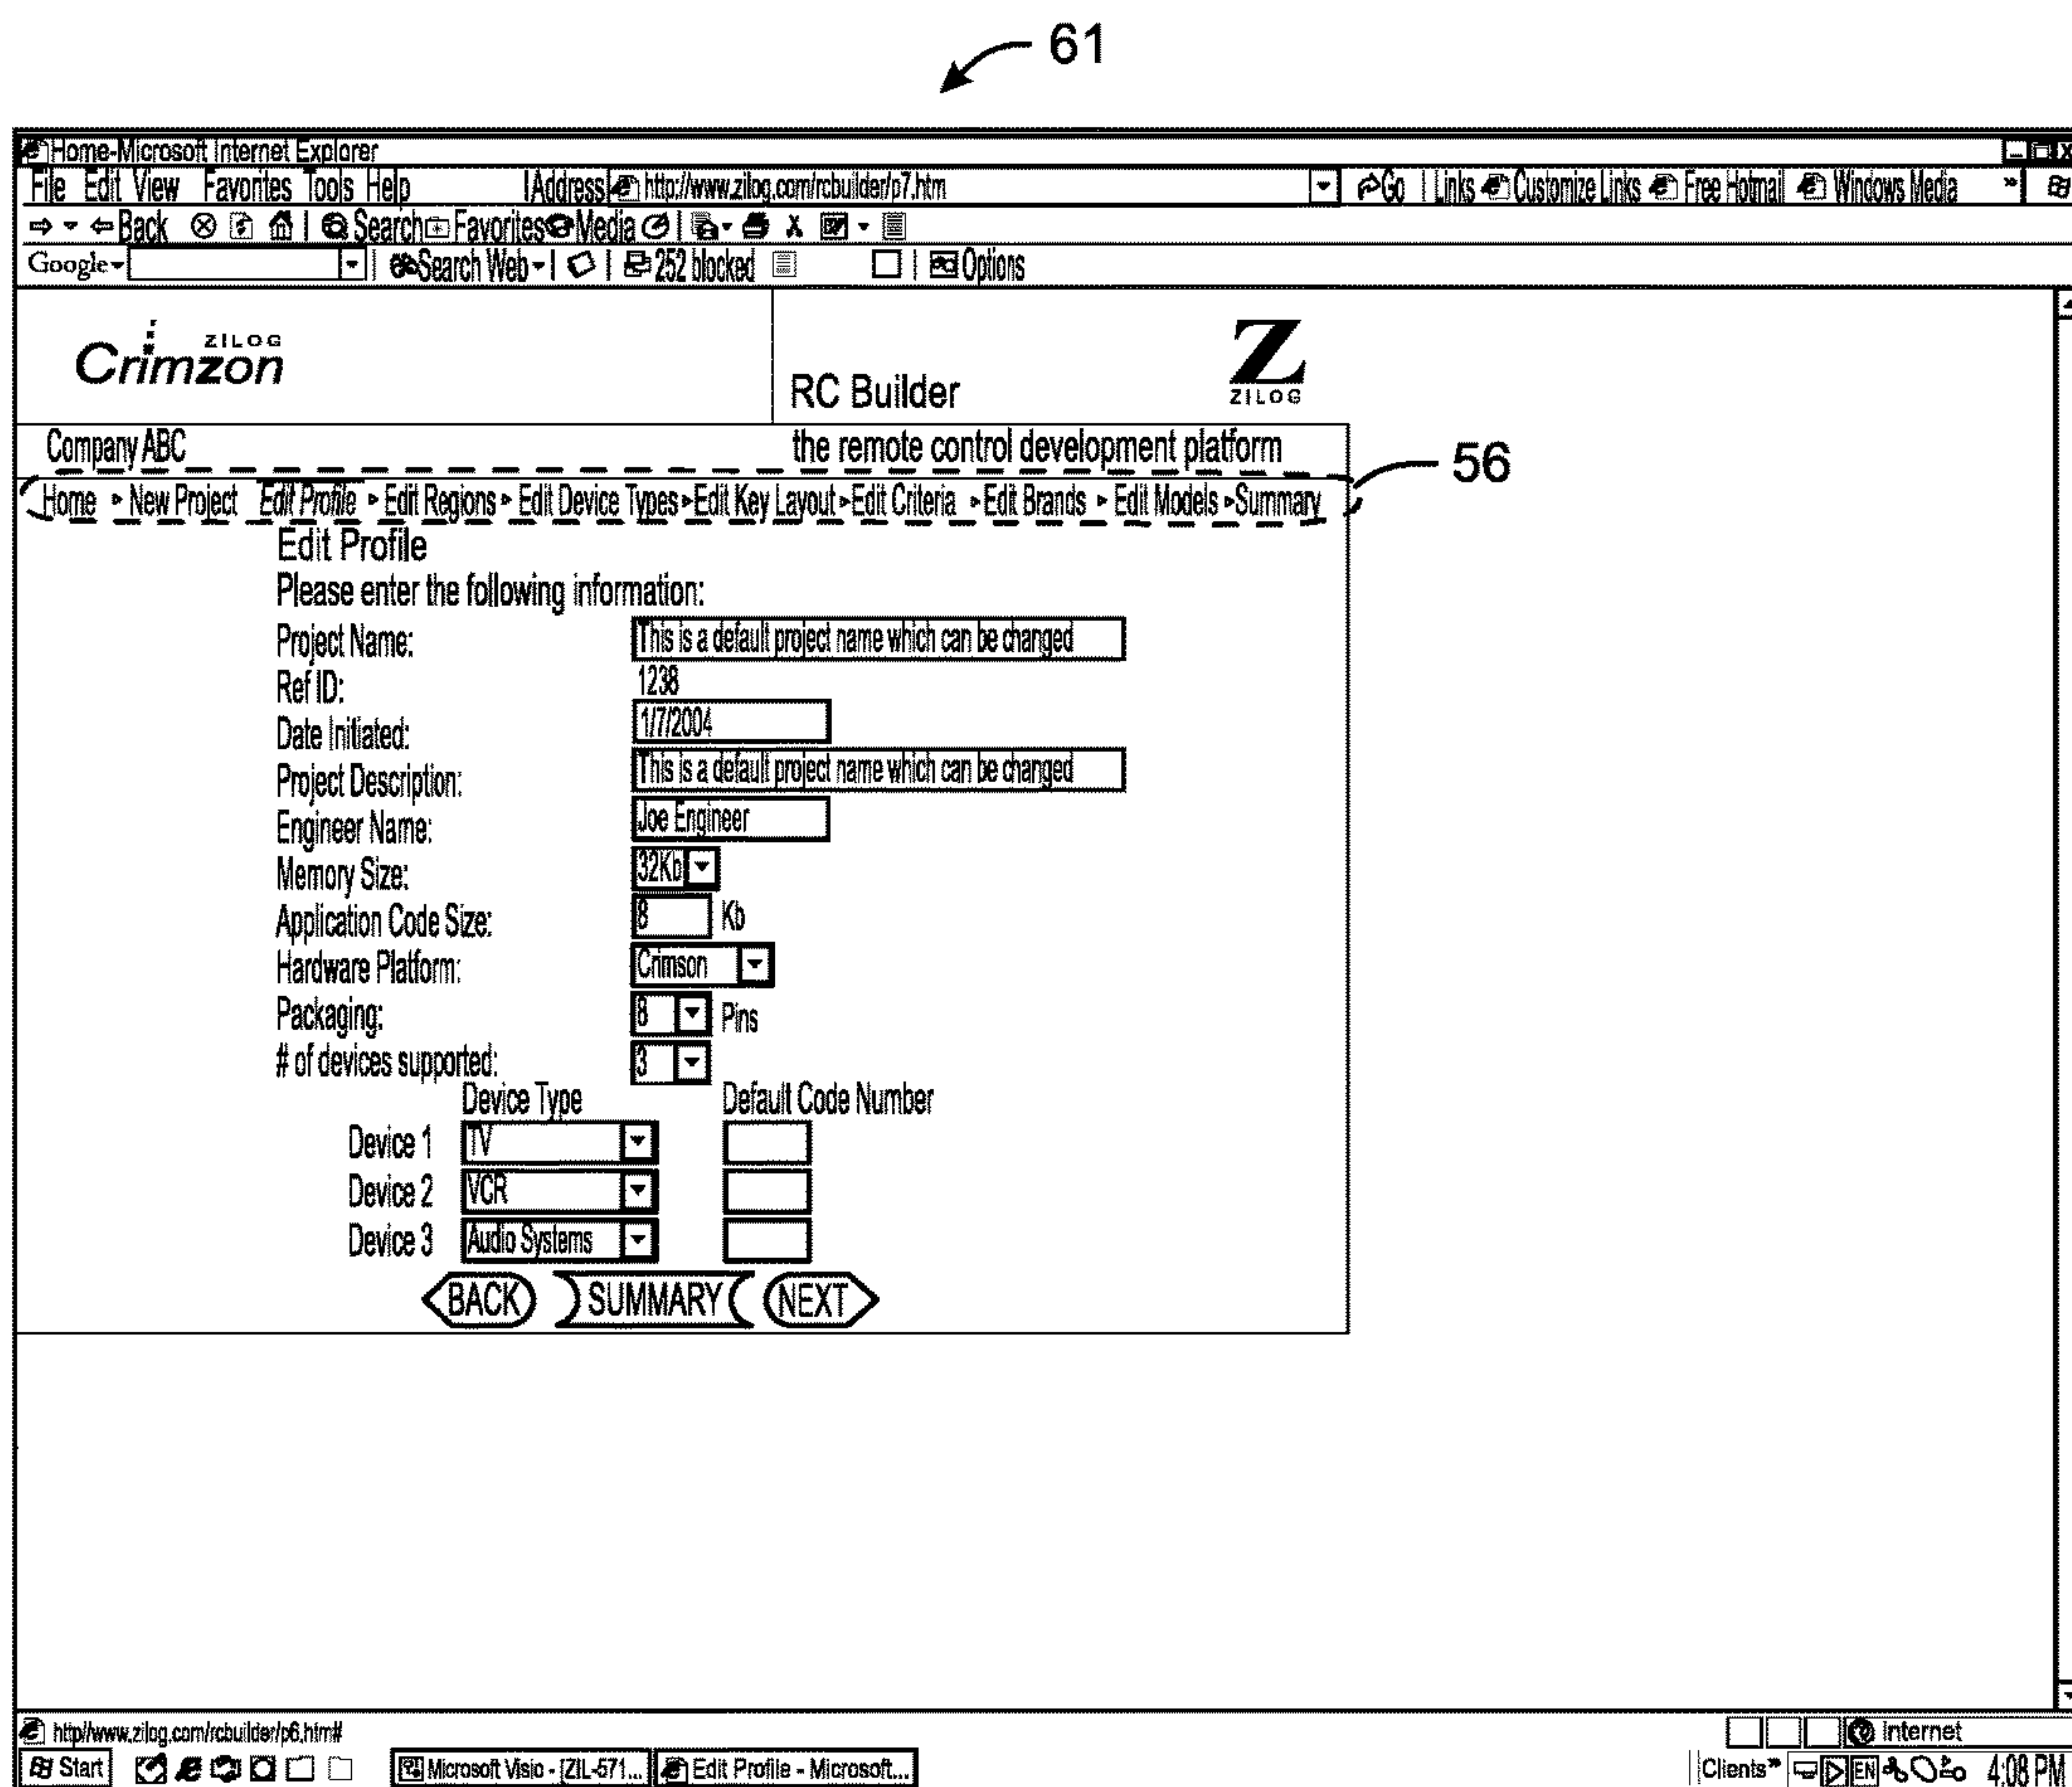 61
Home-Microsoft Internet Explorer
File Edit View Favorites Tools Help Address http://www.zilog.com/rcbuilder/p7.htm Go Links Customize Links Free Hotmail Windows Media »
Back Search Favorites Media
Google Search Web 252 blocked Options
Crimzon ZILOG
RC Builder
Z ZILOG
Company ABC the remote control development platform
56
Home ▸ New Project Edit Profile ▸ Edit Regions ▸ Edit Device Types ▸ Edit Key Layout ▸ Edit Criteria ▸ Edit Brands ▸ Edit Models ▸ Summary
Edit Profile
Please enter the following information:
Project Name: This is a default project name which can be changed
Ref ID: 1238
Date Initiated: 1/7/2004
Project Description: This is a default project name which can be changed
Engineer Name: Joe Engineer
Memory Size: 32Kb
Application Code Size: 8 Kb
Hardware Platform: Crimson
Packaging: 8 Pins
# of devices supported: 3
Device Type Default Code Number
Device 1 TV
Device 2 VCR
Device 3 Audio Systems
BACK SUMMARY NEXT
http//www.zilog.com/rcbuilder/p6.htm# Internet
Start Microsoft Visio - [ZIL-571... Edit Profile - Microsoft... Clients» EN 4:08 PM